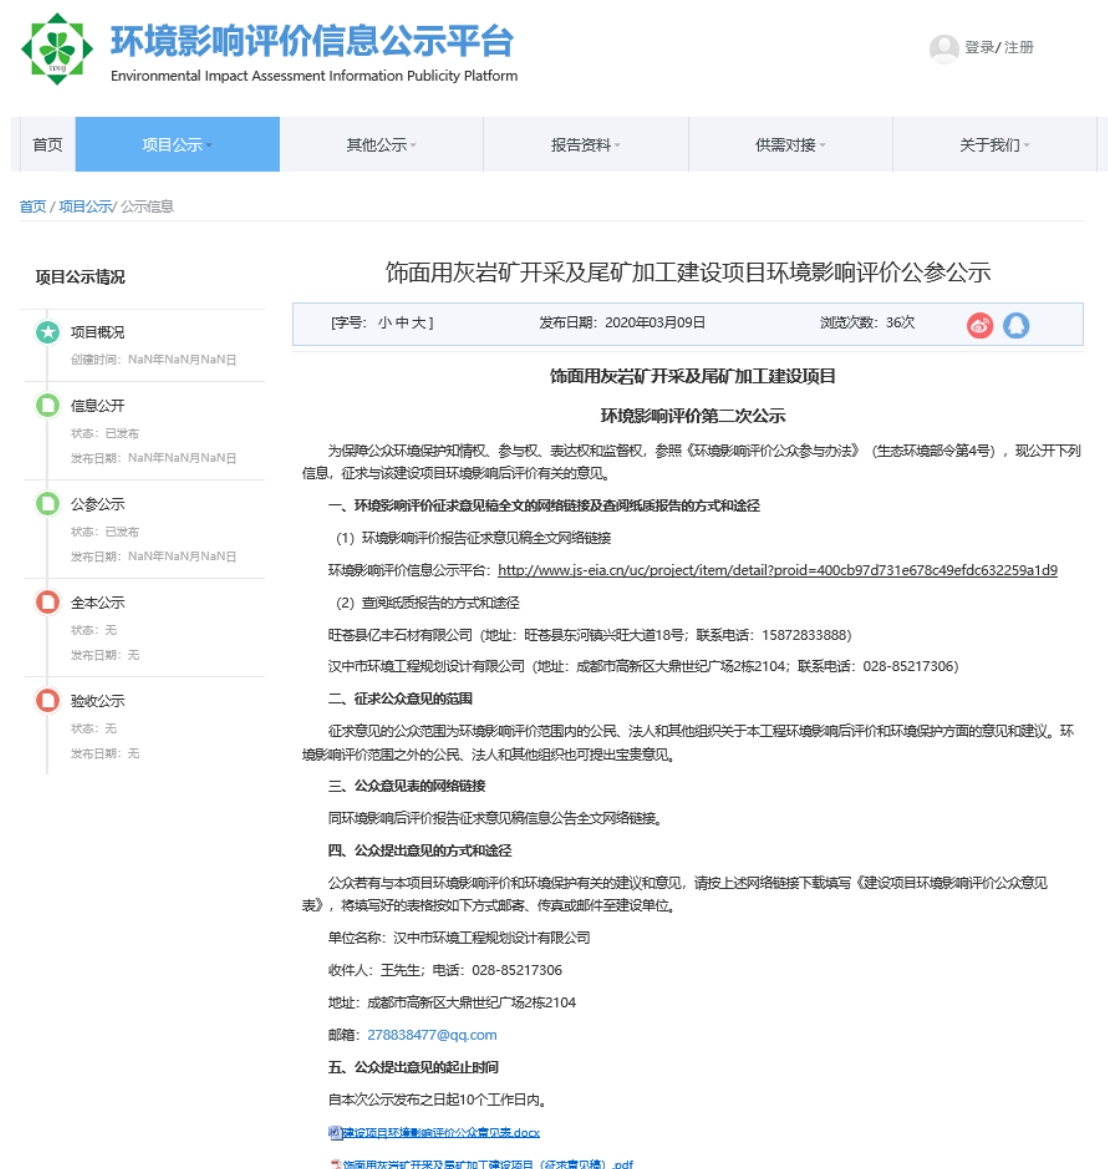 环境影响评价信息公示平台
Environmental Impact Assessment Information Publicity Platform
登录/ 注册
首页 项目公示 其他公示 报告资料 供需对接 关于我们
首页 / 项目公示/ 公示信息
项目公示情况
项目概况
创建时间：NaN年NaN月NaN日
信息公开
状态：已发布
发布日期：NaN年NaN月NaN日
公参公示
状态：已发布
发布日期：NaN年NaN月NaN日
全本公示
状态：无
发布日期：无
验收公示
状态：无
发布日期：无
饰面用灰岩矿开采及尾矿加工建设项目环境影响评价公参公示
[字号： 小 中 大 ] 发布日期：2020年03月09日 浏览次数：36次
饰面用灰岩矿开采及尾矿加工建设项目
环境影响评价第二次公示
为保障公众环境保护知情权、参与权、表达权和监督权，参照《环境影响评价公众参与办法》（生态环境部令第4号），现公开下列
信息，征求与该建设项目环境影响后评价有关的意见。
一、环境影响评价征求意见稿全文的网络链接及查阅纸质报告的方式和途径
（1）环境影响评价报告征求意见稿全文网络链接
环境影响评价信息公示平台：http://www.js-eia.cn/uc/project/item/detail?proid=400cb97d731e678c49efdc632259a1d9
（2）查阅纸质报告的方式和途径
旺苍县亿丰石材有限公司（地址：旺苍县东河镇兴旺大道18号；联系电话：15872833888）
汉中市环境工程规划设计有限公司（地址：成都市高新区大鼎世纪广场2栋2104；联系电话：028-85217306）
二、征求公众意见的范围
征求意见的公众范围为环境影响评价范围内的公民、法人和其他组织关于本工程环境影响后评价和环境保护方面的意见和建议。环
境影响评价范围之外的公民、法人和其他组织也可提出宝贵意见。
三、公众意见表的网络链接
同环境影响后评价报告征求意见稿信息公告全文网络链接。
四、公众提出意见的方式和途径
公众若有与本项目环境影响评价和环境保护有关的建议和意见，请按上述网络链接下载填写《建设项目环境影响评价公众意见
表》，将填写好的表格按如下方式邮寄、传真或邮件至建设单位。
单位名称：汉中市环境工程规划设计有限公司
收件人：王先生；电话：028-85217306
地址：成都市高新区大鼎世纪广场2栋2104
邮箱：278838477@qq.com
五、公众提出意见的起止时间
自本次公示发布之日起10个工作日内。
建设项目环境影响评价公众意见表.docx
饰面用灰岩矿开采及尾矿加工建设项目（征求意见稿）.pdf